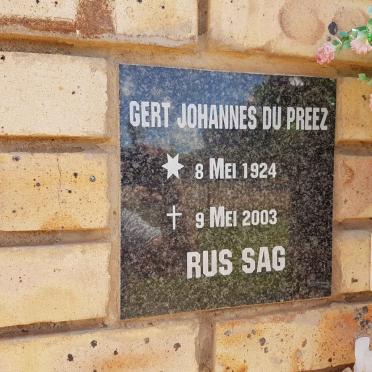 GERT JOHANNES DU PREEZ
8 MEI 1924
9 MEI 2003
RUS SAG